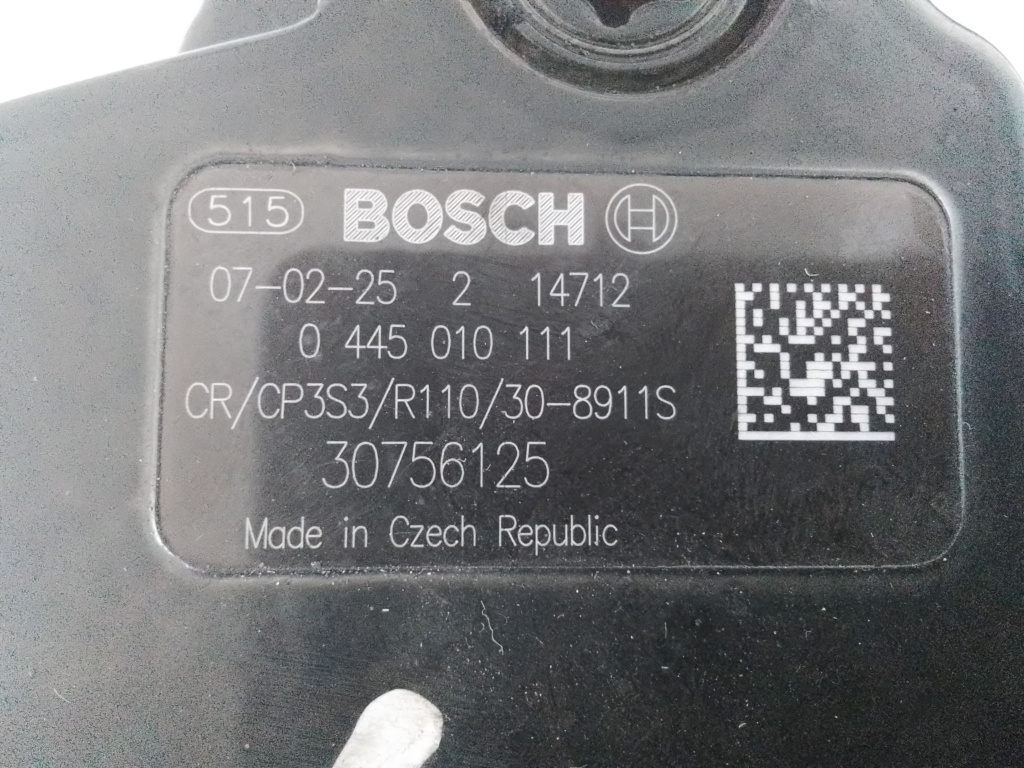 515 BOSCH
07-02-25 2 14712
0 445 010 111
CR/CP3S3/R110/30-8911S
30756125
Made in Czech Republic